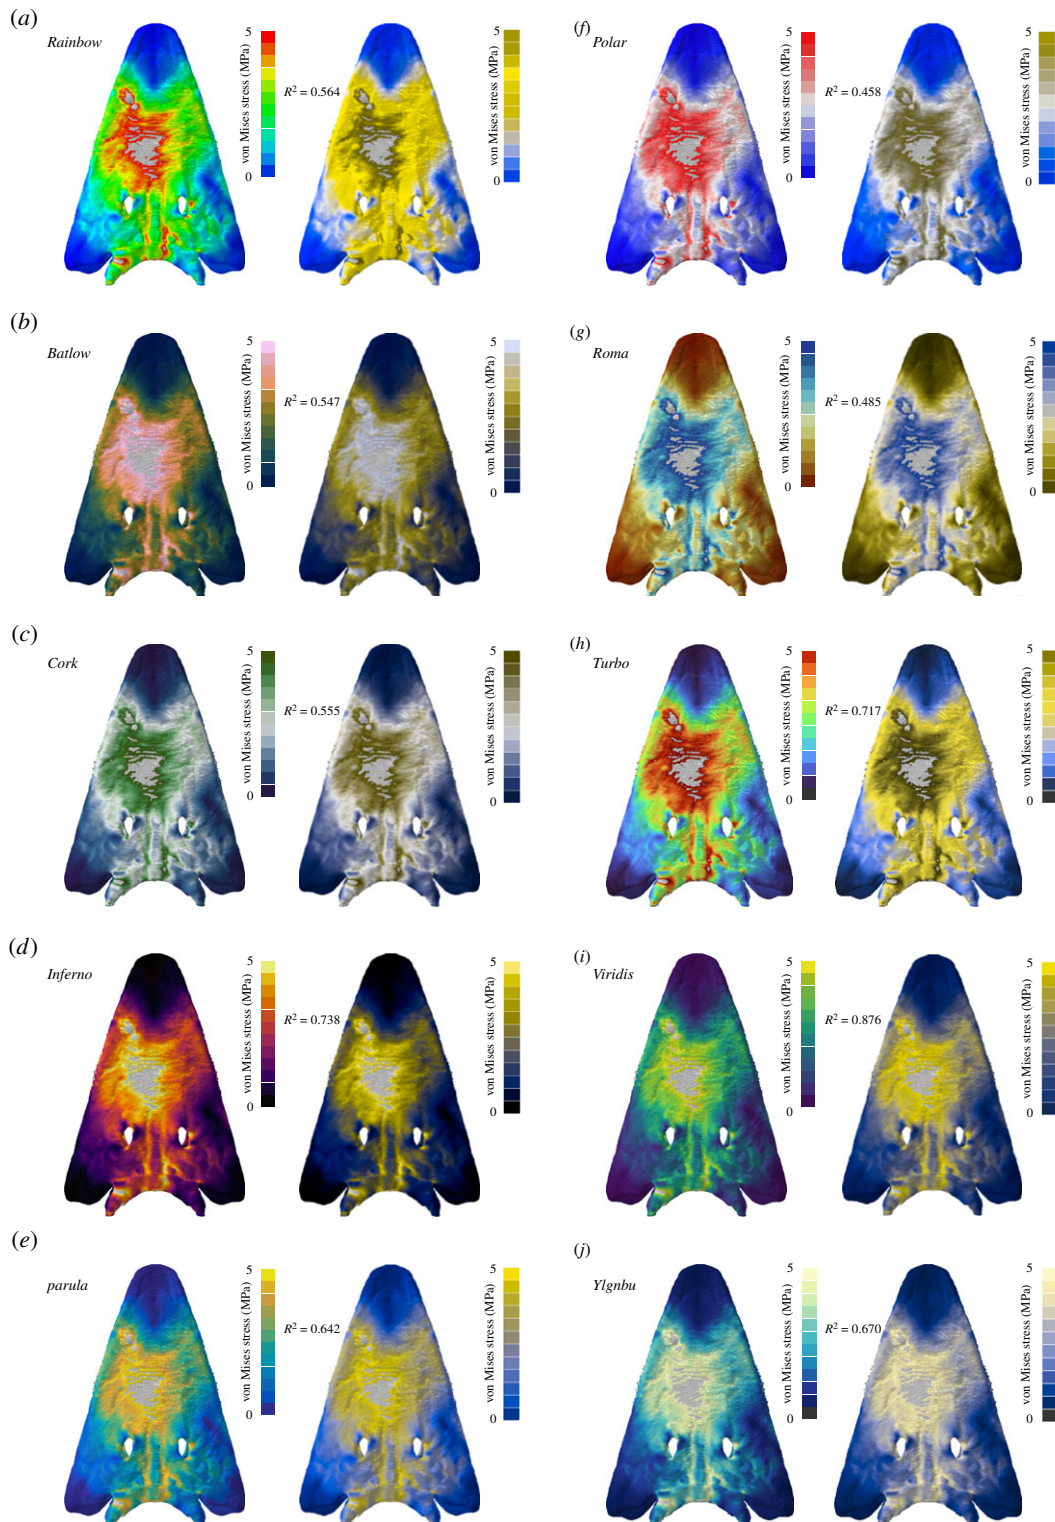 (a)
Rainbow
5
von Mises stress (MPa)
0
R² = 0.564
5
von Mises stress (MPa)
0
(f)
Polar
5
von Mises stress (MPa)
0
R² = 0.458
5
von Mises stress (MPa)
0
(b)
Batlow
5
von Mises stress (MPa)
0
R² = 0.547
5
von Mises stress (MPa)
0
(g)
Roma
5
von Mises stress (MPa)
0
R² = 0.485
5
von Mises stress (MPa)
0
(c)
Cork
5
von Mises stress (MPa)
0
R² = 0.555
5
von Mises stress (MPa)
0
(h)
Turbo
5
von Mises stress (MPa)
0
R² = 0.717
5
von Mises stress (MPa)
0
(d)
Inferno
5
von Mises stress (MPa)
0
R² = 0.738
5
von Mises stress (MPa)
0
(i)
Viridis
5
von Mises stress (MPa)
0
R² = 0.876
5
von Mises stress (MPa)
0
(e)
parula
5
von Mises stress (MPa)
0
R² = 0.642
5
von Mises stress (MPa)
0
(j)
Ylgnbu
5
von Mises stress (MPa)
0
R² = 0.670
5
von Mises stress (MPa)
0